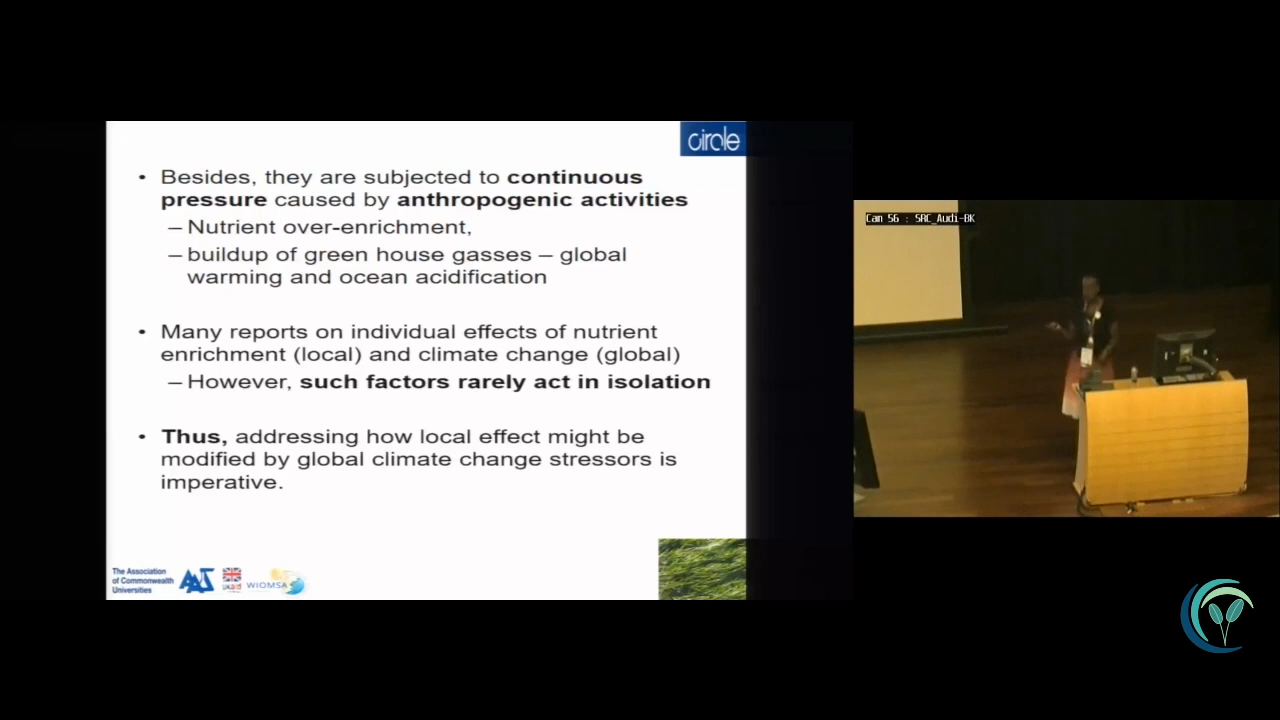 circle
• Besides, they are subjected to continuous
pressure caused by anthropogenic activities
– Nutrient over-enrichment,
– buildup of green house gasses – global
warming and ocean acidification
• Many reports on individual effects of nutrient
enrichment (local) and climate change (global)
– However, such factors rarely act in isolation
• Thus, addressing how local effect might be
modified by global climate change stressors is
imperative.
The Association
of Commonwealth
Universities
AAS
UKaid
WIOMSA
Cam 56 : SRC_Audi-BK